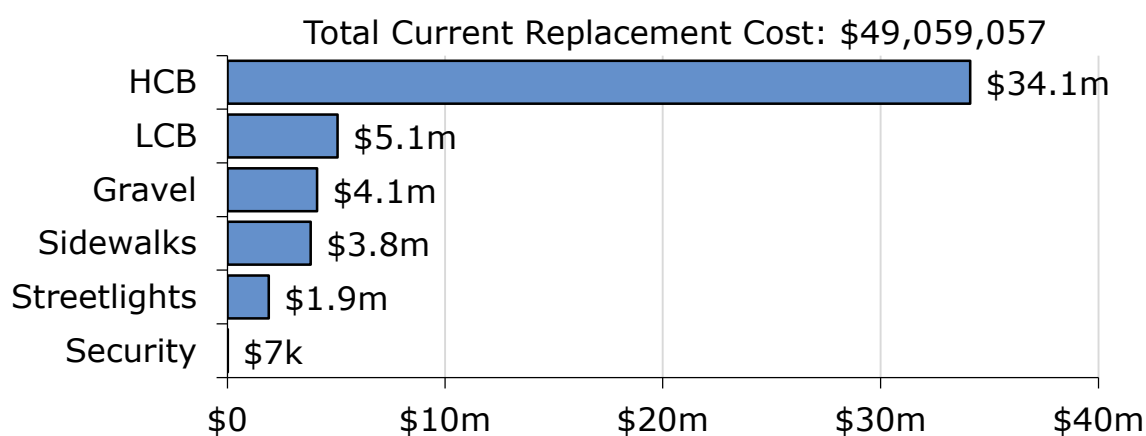 Total Current Replacement Cost: $49,059,057
HCB $34.1m
LCB $5.1m
Gravel $4.1m
Sidewalks $3.8m
Streetlights $1.9m
Security $7k
$0 $10m $20m $30m $40m